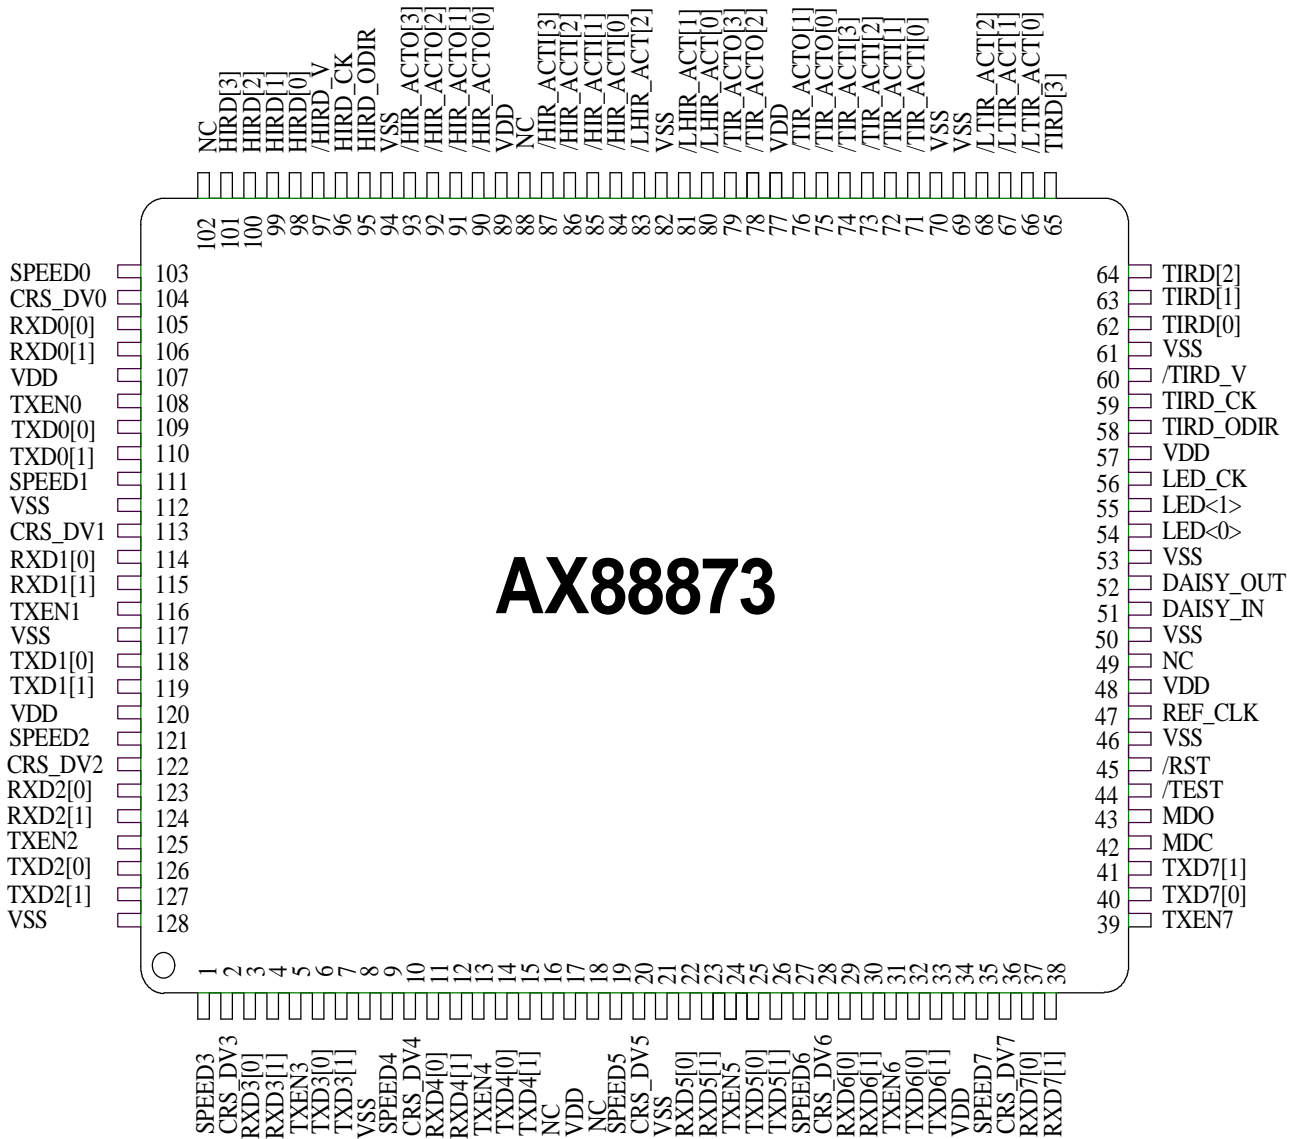 NC
HIRD[3]
HIRD[2]
HIRD[1]
HIRD[0]
/HIRD_V
HIRD_CK
HIRD_ODIR
VSS
/HIR_ACTO[3]
/HIR_ACTO[2]
/HIR_ACTO[1]
/HIR_ACTO[0]
VDD
NC
/HIR_ACTI[3]
/HIR_ACTI[2]
/HIR_ACTI[1]
/HIR_ACTI[0]
/LHIR_ACT[2]
VSS
/LHIR_ACT[1]
/LHIR_ACT[0]
/TIR_ACTO[3]
/TIR_ACTO[2]
VDD
/TIR_ACTO[1]
/TIR_ACTO[0]
/TIR_ACTI[3]
/TIR_ACTI[2]
/TIR_ACTI[1]
/TIR_ACTI[0]
VSS
VSS
/LTIR_ACT[2]
/LTIR_ACT[1]
/LTIR_ACT[0]
TIRD[3]
102
101
100
99
98
97
96
95
94
93
92
91
90
89
88
87
86
85
84
83
82
81
80
79
78
77
76
75
74
73
72
71
70
69
68
67
66
65
SPEED0 103
CRS_DV0 104
RXD0[0] 105
RXD0[1] 106
VDD 107
TXEN0 108
TXD0[0] 109
TXD0[1] 110
SPEED1 111
VSS 112
CRS_DV1 113
RXD1[0] 114
RXD1[1] 115
TXEN1 116
VSS 117
TXD1[0] 118
TXD1[1] 119
VDD 120
SPEED2 121
CRS_DV2 122
RXD2[0] 123
RXD2[1] 124
TXEN2 125
TXD2[0] 126
TXD2[1] 127
VSS 128
AX88873
64 TIRD[2]
63 TIRD[1]
62 TIRD[0]
61 VSS
60 /TIRD_V
59 TIRD_CK
58 TIRD_ODIR
57 VDD
56 LED_CK
55 LED<1>
54 LED<0>
53 VSS
52 DAISY_OUT
51 DAISY_IN
50 VSS
49 NC
48 VDD
47 REF_CLK
46 VSS
45 /RST
44 /TEST
43 MDO
42 MDC
41 TXD7[1]
40 TXD7[0]
39 TXEN7
1
2
3
4
5
6
7
8
9
10
11
12
13
14
15
16
17
18
19
20
21
22
23
24
25
26
27
28
29
30
31
32
33
34
35
36
37
38
SPEED3
CRS_DV3
RXD3[0]
RXD3[1]
TXEN3
TXD3[0]
TXD3[1]
VSS
SPEED4
CRS_DV4
RXD4[0]
RXD4[1]
TXEN4
TXD4[0]
TXD4[1]
NC
VDD
NC
SPEED5
CRS_DV5
VSS
RXD5[0]
RXD5[1]
TXEN5
TXD5[0]
TXD5[1]
SPEED6
CRS_DV6
RXD6[0]
RXD6[1]
TXEN6
TXD6[0]
TXD6[1]
VDD
SPEED7
CRS_DV7
RXD7[0]
RXD7[1]